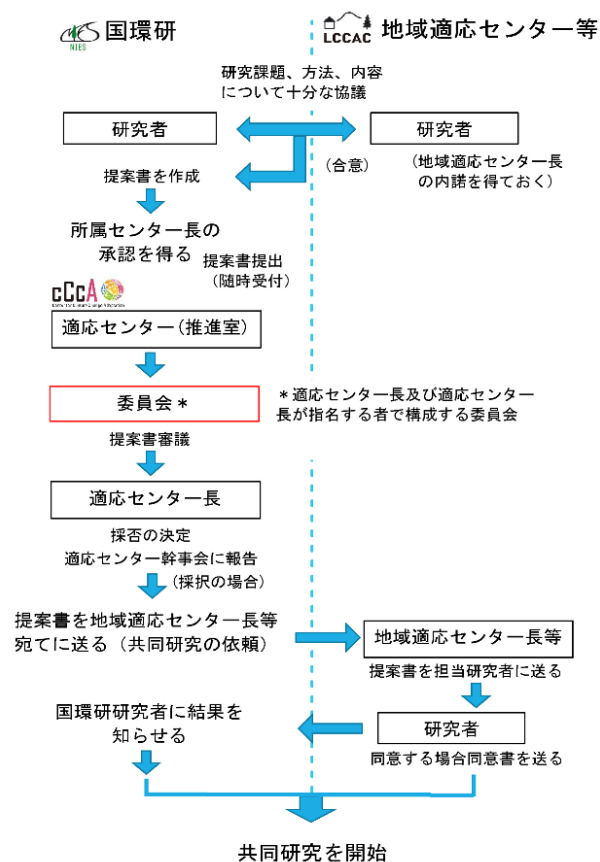 NIES
国環研
LCCAC
地域適応センター等
研究課題、方法、内容
について十分な協議
研究者
研究者
(合意)
(地域適応センター長
の内諾を得ておく)
提案書を作成
所属センター長の
承認を得る
提案書提出
(随時受付)
CCCA
Center for Climate Change Adaptation
適応センター(推進室)
委員会*
*適応センター長及び適応センター
長が指名する者で構成する委員会
提案書審議
適応センター長
採否の決定
適応センター幹事会に報告
(採択の場合)
提案書を地域適応センター長等
宛てに送る(共同研究の依頼)
地域適応センター長等
提案書を担当研究者に送る
国環研研究者に結果を
知らせる
研究者
同意する場合同意書を送る
共同研究を開始